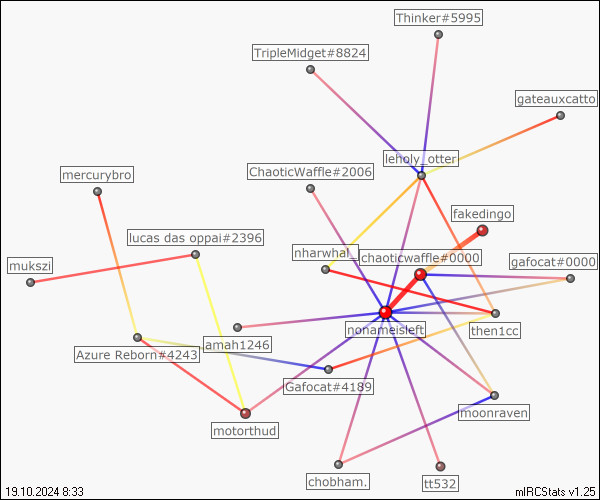 Thinker#5995
TripleMidget#8824
gateauxcatto
leholy_otter
ChaoticWaffle#2006
mercurybro
fakedingo
lucas das oppai#2396
nharwhal_
chaoticwaffle#0000
gafocat#0000
mukszi
nonameisleft
then1cc
amah1246
Azure Reborn#4243
Gafocat#4189
moonraven
motorthud
chobham.
tt532
19.10.2024 8:33
mIRCStats v1.25